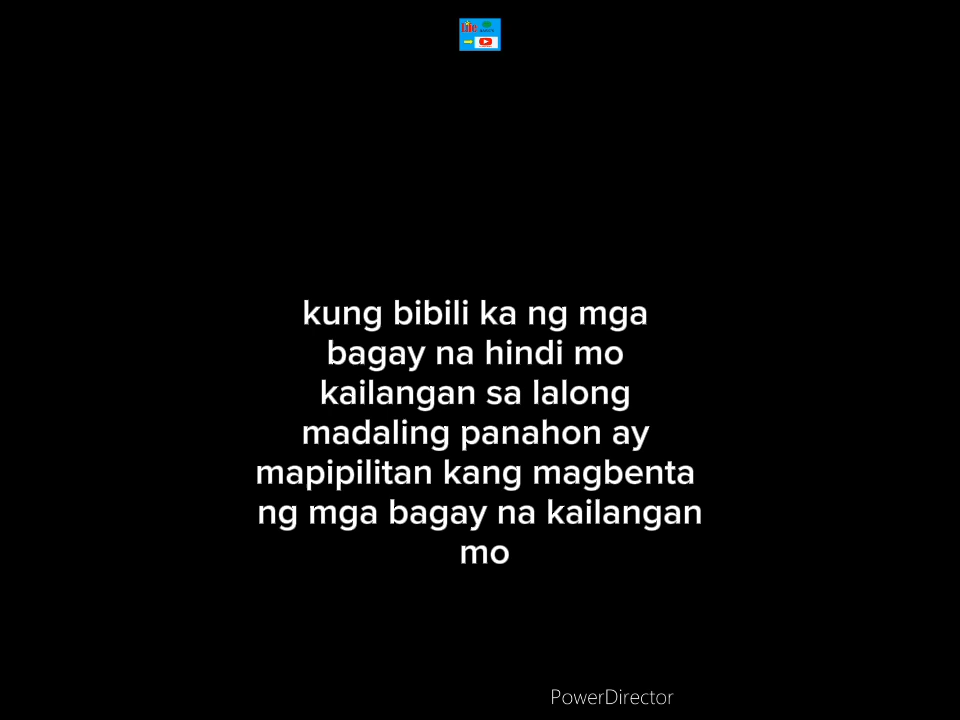 Life
kung bibili ka ng mga
bagay na hindi mo
kailangan sa lalong
madaling panahon ay
mapipilitan kang magbenta
ng mga bagay na kailangan
mo
PowerDirector